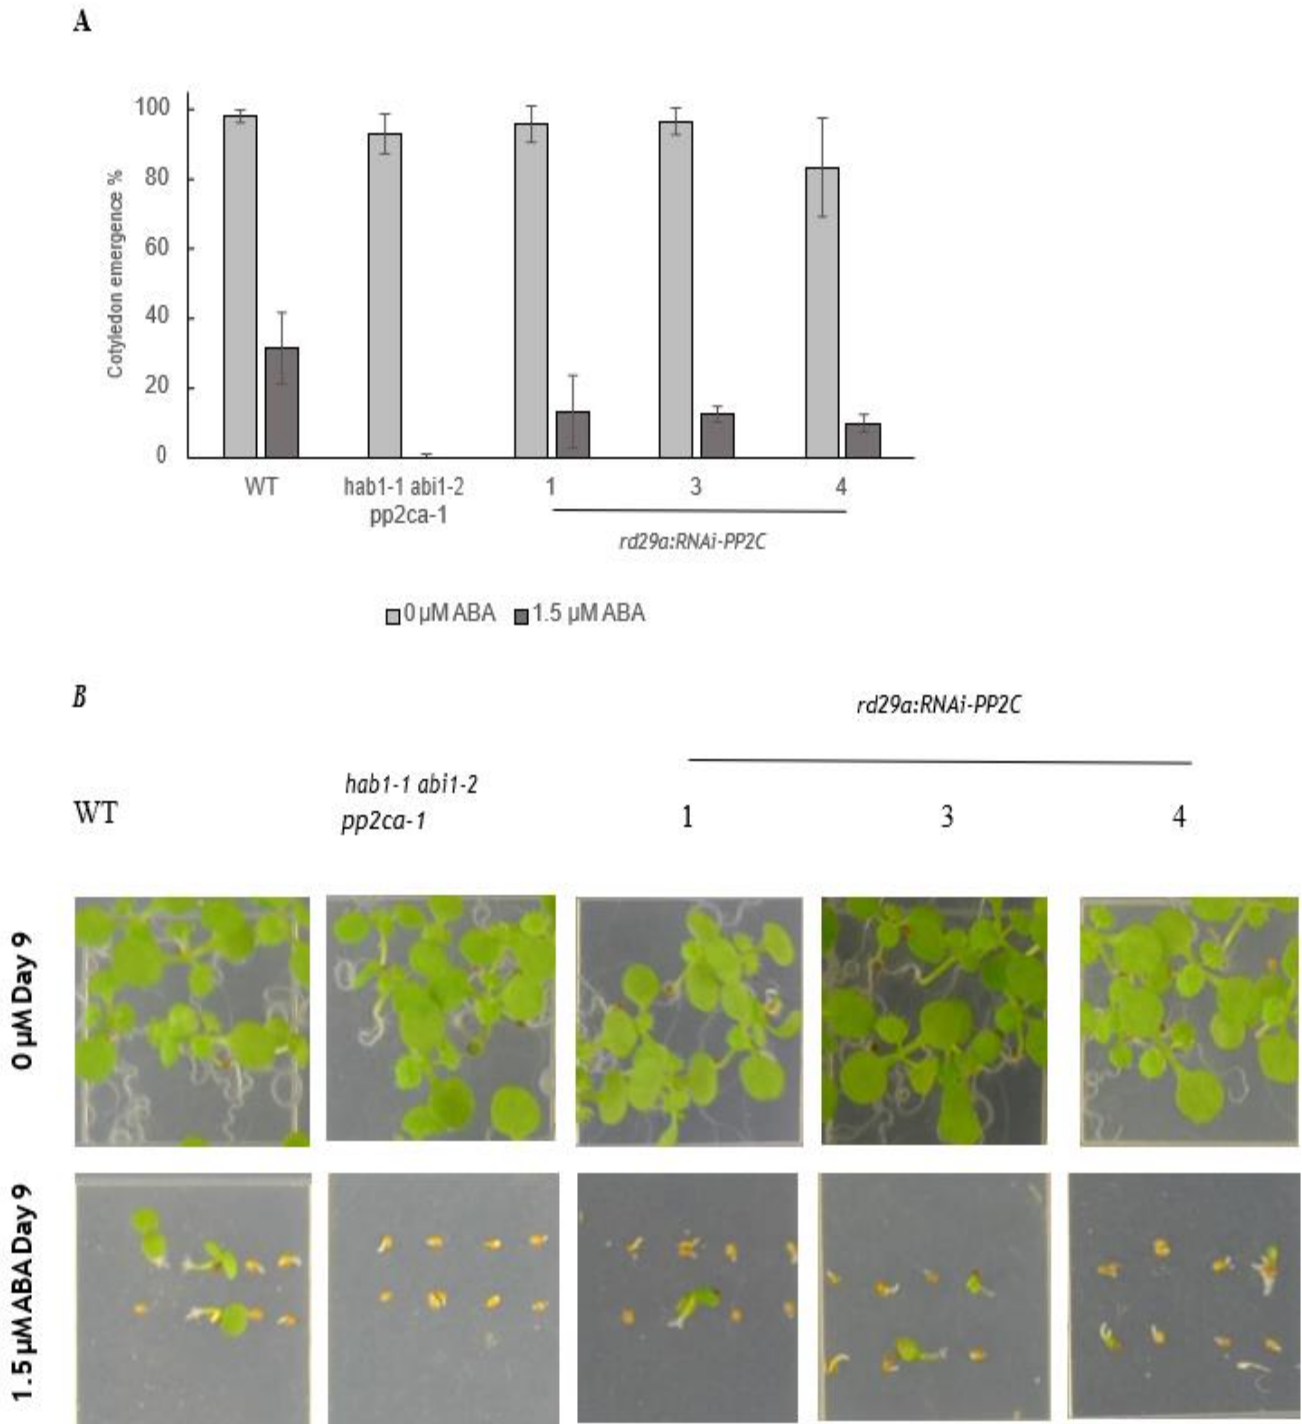 A
100
80
60
40
20
0
Cotyledon emergence %
WT
hab1-1 abi1-2
pp2ca-1
1
3
4
rd29a:RNAi-PP2C
0 µM ABA
1.5 µM ABA
B
rd29a:RNAi-PP2C
WT
hab1-1 abi1-2
pp2ca-1
1
3
4
0 µM Day 9
1.5 µM ABA Day 9